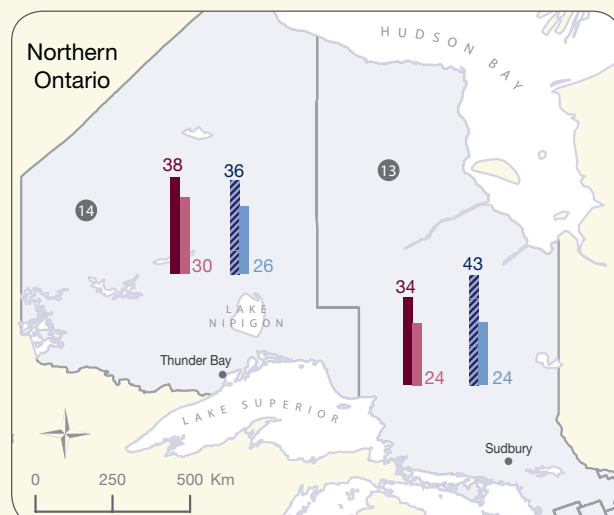 Northern
Ontario
HUDSON BAY
13
14
38
36
30
26
43
34
24
24
LAKE
NIPIGON
Thunder Bay
LAKE SUPERIOR
Sudbury
0 250 500 Km